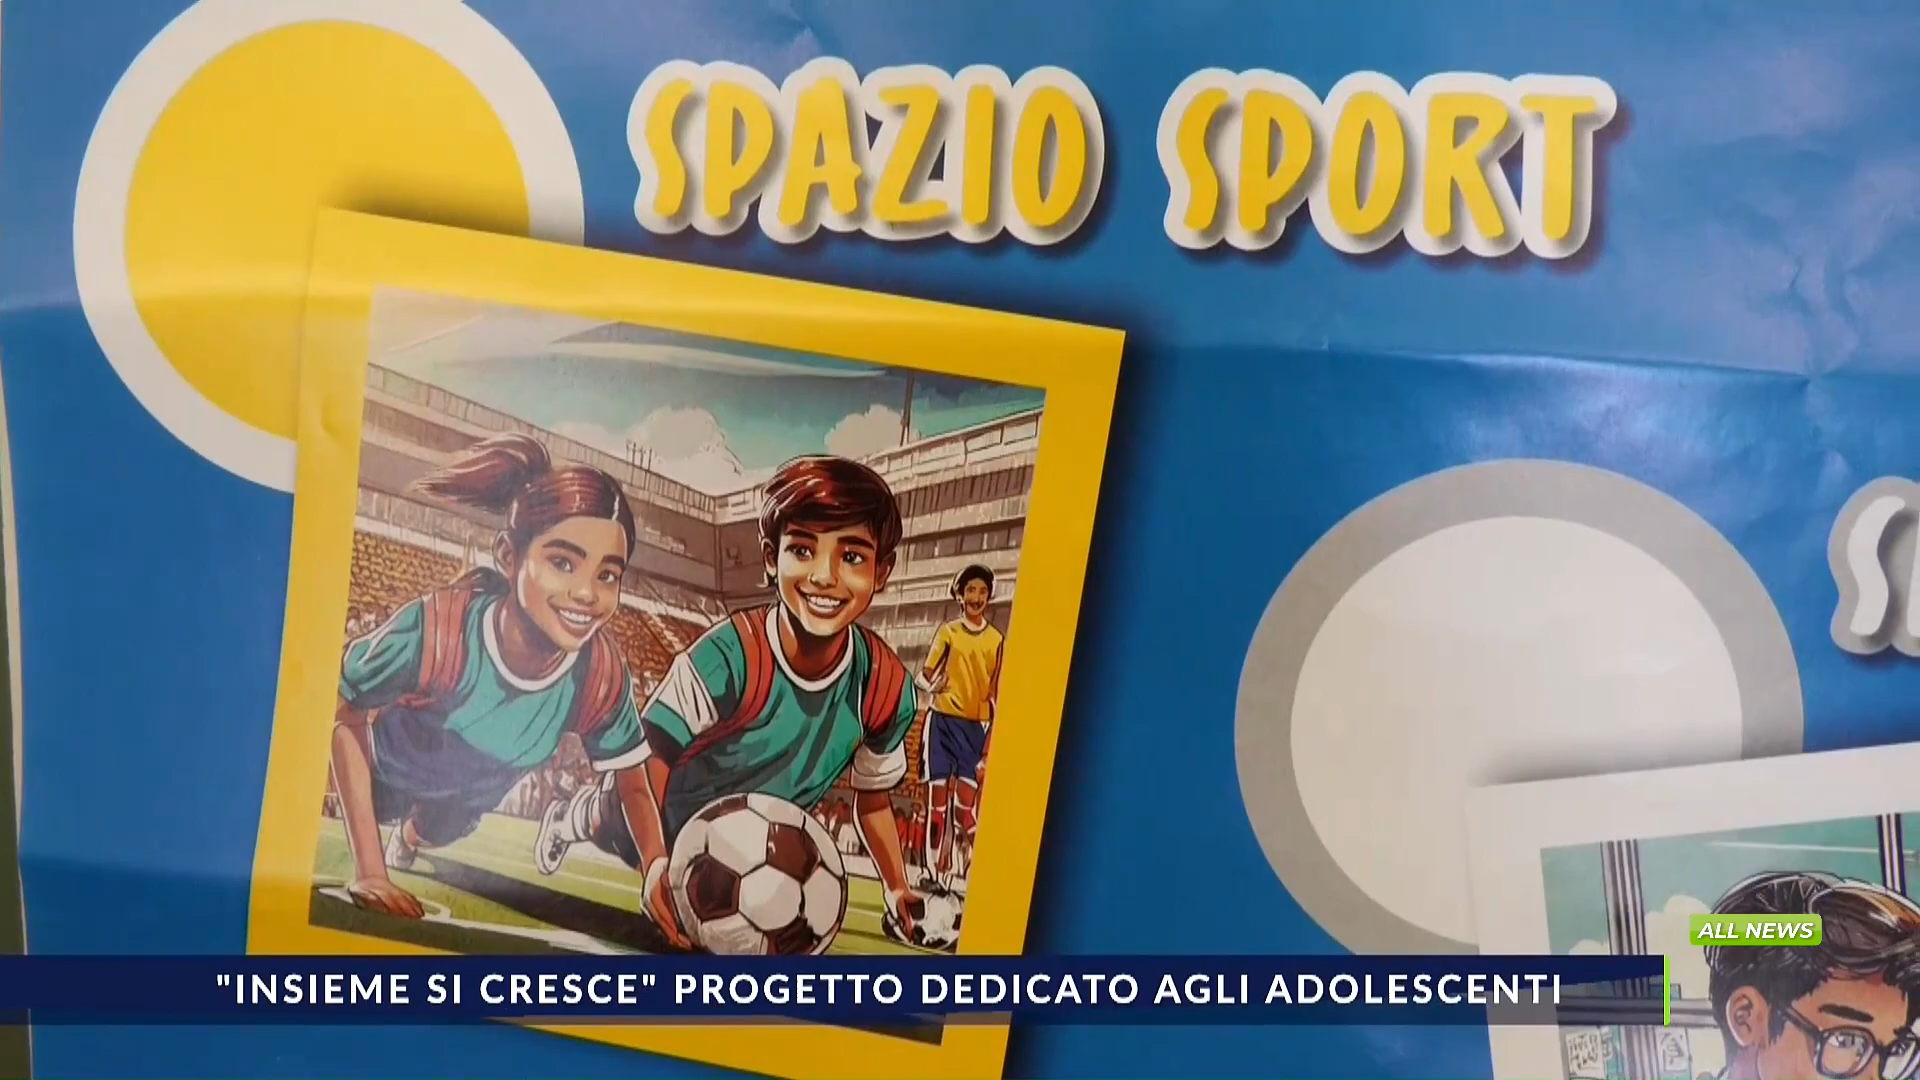 SPAZIO SPORT
ALL NEWS
"INSIEME SI CRESCE" PROGETTO DEDICATO AGLI ADOLESCENTI